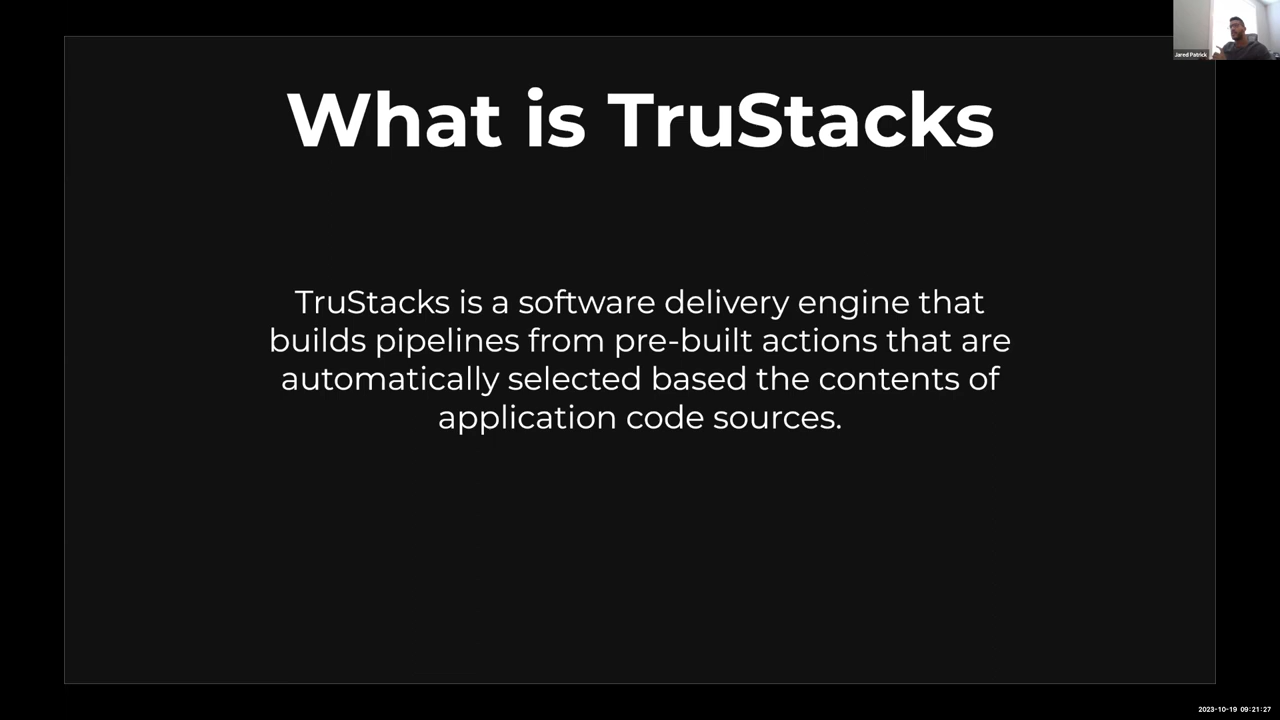 Jared Patrick
What is TruStacks
TruStacks is a software delivery engine that
builds pipelines from pre-built actions that are
automatically selected based the contents of
application code sources.
2023-10-19 09:21:27